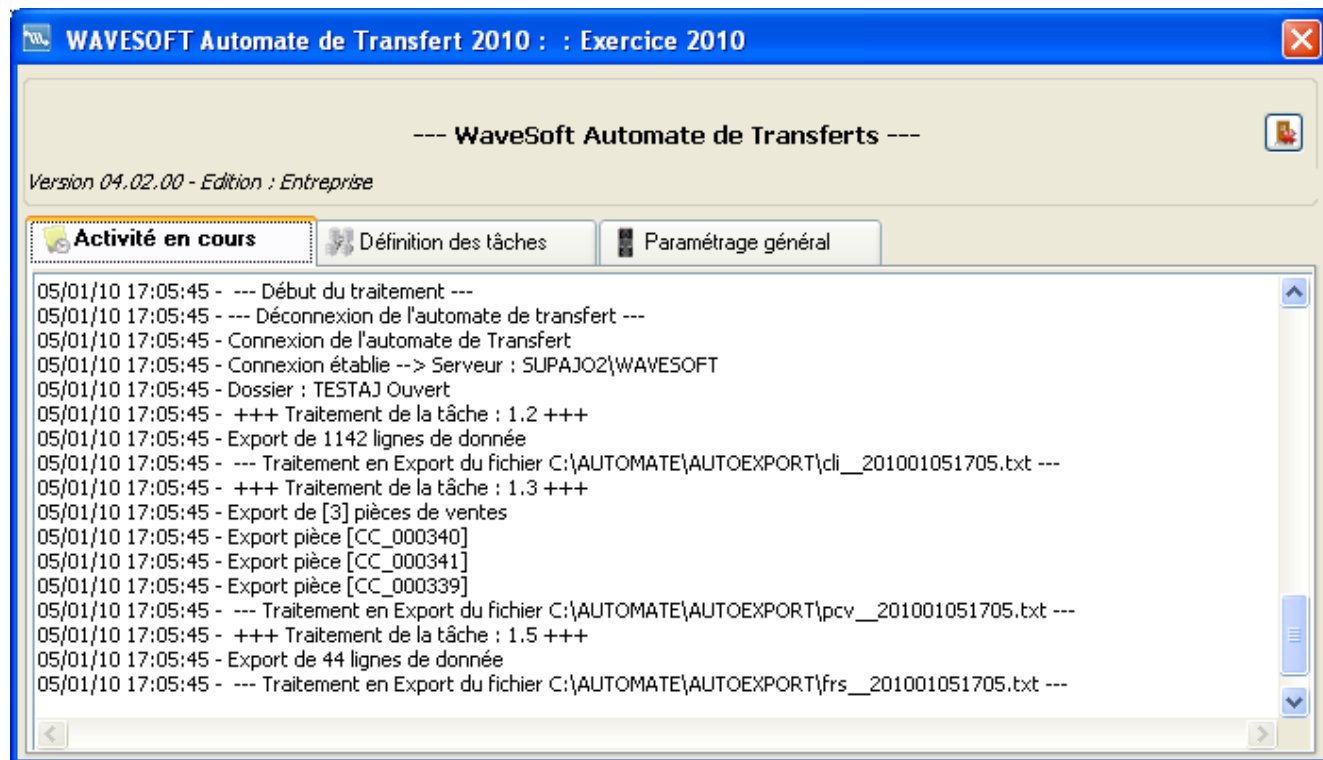 WAVESOFT Automate de Transfert 2010 : : Exercice 2010
--- WaveSoft Automate de Transferts ---
Version 04.02.00 - Edition : Entreprise
Activité en cours
Définition des tâches
Paramétrage général
05/01/10 17:05:45 - --- Début du traitement ---
05/01/10 17:05:45 - --- Déconnexion de l'automate de transfert ---
05/01/10 17:05:45 - Connexion de l'automate de Transfert
05/01/10 17:05:45 - Connexion établie --> Serveur : SUPAJO2\WAVESOFT
05/01/10 17:05:45 - Dossier : TESTAJ Ouvert
05/01/10 17:05:45 - +++ Traitement de la tâche : 1.2 +++
05/01/10 17:05:45 - Export de 1142 lignes de donnée
05/01/10 17:05:45 - --- Traitement en Export du fichier C:\AUTOMATE\AUTOEXPORT\cli__201001051705.txt ---
05/01/10 17:05:45 - +++ Traitement de la tâche : 1.3 +++
05/01/10 17:05:45 - Export de [3] pièces de ventes
05/01/10 17:05:45 - Export pièce [CC_000340]
05/01/10 17:05:45 - Export pièce [CC_000341]
05/01/10 17:05:45 - Export pièce [CC_000339]
05/01/10 17:05:45 - --- Traitement en Export du fichier C:\AUTOMATE\AUTOEXPORT\pcv__201001051705.txt ---
05/01/10 17:05:45 - +++ Traitement de la tâche : 1.5 +++
05/01/10 17:05:45 - Export de 44 lignes de donnée
05/01/10 17:05:45 - --- Traitement en Export du fichier C:\AUTOMATE\AUTOEXPORT\frs__201001051705.txt ---